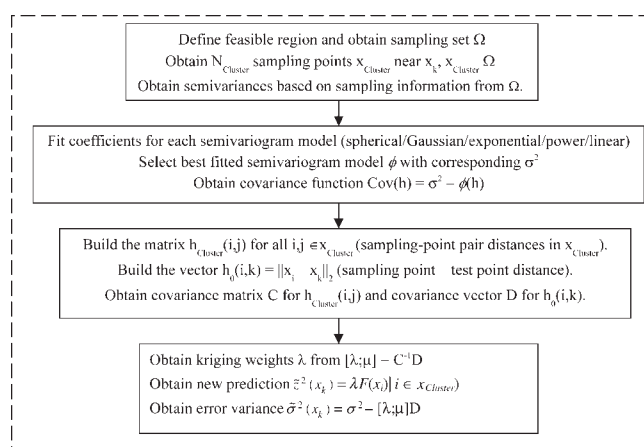 Define feasible region and obtain sampling set Ω
Obtain N_Cluster sampling points x_Cluster near x_k, x_Cluster Ω
Obtain semivariances based on sampling information from Ω.
Fit coefficients for each semivariogram model (spherical/Gaussian/exponential/power/linear)
Select best fitted semivariogram model ϕ with corresponding σ²
Obtain covariance function Cov(h) = σ² − ϕ(h)
Build the matrix h_Cluster(i,j) for all i,j ∈x_Cluster (sampling-point pair distances in x_Cluster).
Build the vector h_0(i,k) = ||x_i x_k||_2 (sampling point test point distance).
Obtain covariance matrix C for h_Cluster(i,j) and covariance vector D for h_0(i,k).
Obtain kriging weights λ from [λ;μ] − C⁻¹D
Obtain new prediction z̃²(x_k) = λF(x_i)| i ∈ x_Cluster)
Obtain error variance σ̃²(x_k) = σ² − [λ;μ]D